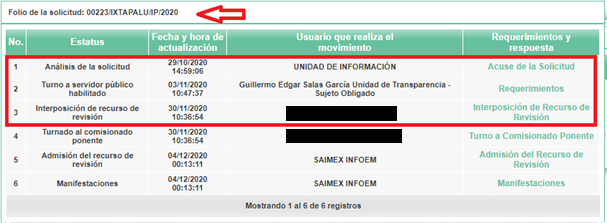 Folio de la solicitud: 00223/IXTAPALU/IP/2020
No. Estatus Fecha y hora de actualización Usuario que realiza el movimiento Requerimientos y respuesta
1 Análisis de la solicitud 29/10/2020 14:59:06 UNIDAD DE INFORMACIÓN Acuse de la Solicitud
2 Turno a servidor público habilitado 03/11/2020 10:47:37 Guillermo Edgar Salas García Unidad de Transparencia - Sujeto Obligado Requerimientos
3 Interposición de recurso de revisión 30/11/2020 10:36:54 Interposición de Recurso de Revisión
4 Turnado al comisionado ponente 30/11/2020 10:36:54 Turno a Comisionado Ponente
5 Admisión del recurso de revisión 04/12/2020 00:13:11 SAIMEX INFOEM Admisión del Recurso de Revisión
6 Manifestaciones 04/12/2020 00:13:11 SAIMEX INFOEM Manifestaciones
Mostrando 1 al 6 de 6 registros